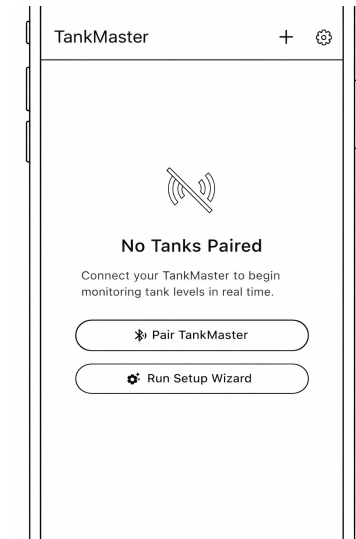 TankMaster
No Tanks Paired
Connect your TankMaster to begin
monitoring tank levels in real time.
Pair TankMaster
Run Setup Wizard